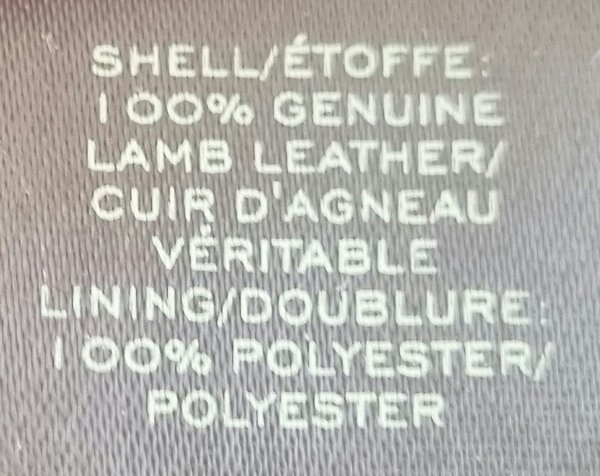 SHELL/ÉTOFFE:
100% GENUINE
LAMB LEATHER/
CUIR D'AGNEAU
VÉRITABLE
LINING/DOUBLURE:
100% POLYESTER/
POLYESTER